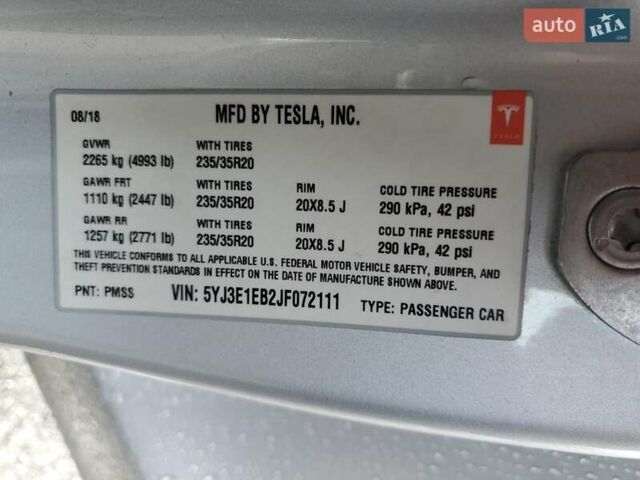 auto RIA.com
08/18 MFD BY TESLA, INC.
TESLA
GVWR WITH TIRES
2265 kg (4993 lb) 235/35R20
GAWR FRT WITH TIRES RIM COLD TIRE PRESSURE
1110 kg (2447 lb) 235/35R20 20X8.5 J 290 kPa, 42 psi
GAWR RR WITH TIRES RIM COLD TIRE PRESSURE
1257 kg (2771 lb) 235/35R20 20X8.5 J 290 kPa, 42 psi
THIS VEHICLE CONFORMS TO ALL APPLICABLE U.S. FEDERAL MOTOR VEHICLE SAFETY, BUMPER, AND
THEFT PREVENTION STANDARDS IN EFFECT ON THE DATE OF MANUFACTURE SHOWN ABOVE.
PNT: PMSS VIN: 5YJ3E1EB2JF072111 TYPE: PASSENGER CAR